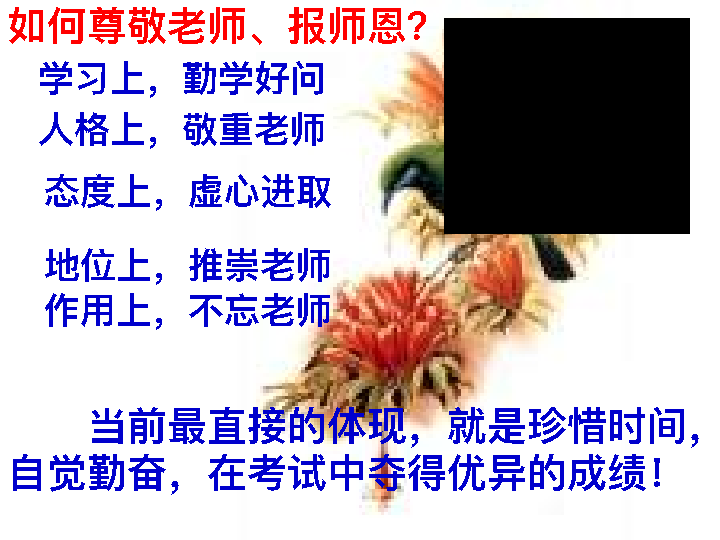 如何尊敬老师、报师恩?
学习上，勤学好问
人格上，敬重老师
态度上，虚心进取
地位上，推崇老师
作用上，不忘老师
当前最直接的体现，就是珍惜时间，
自觉勤奋，在考试中夺得优异的成绩！